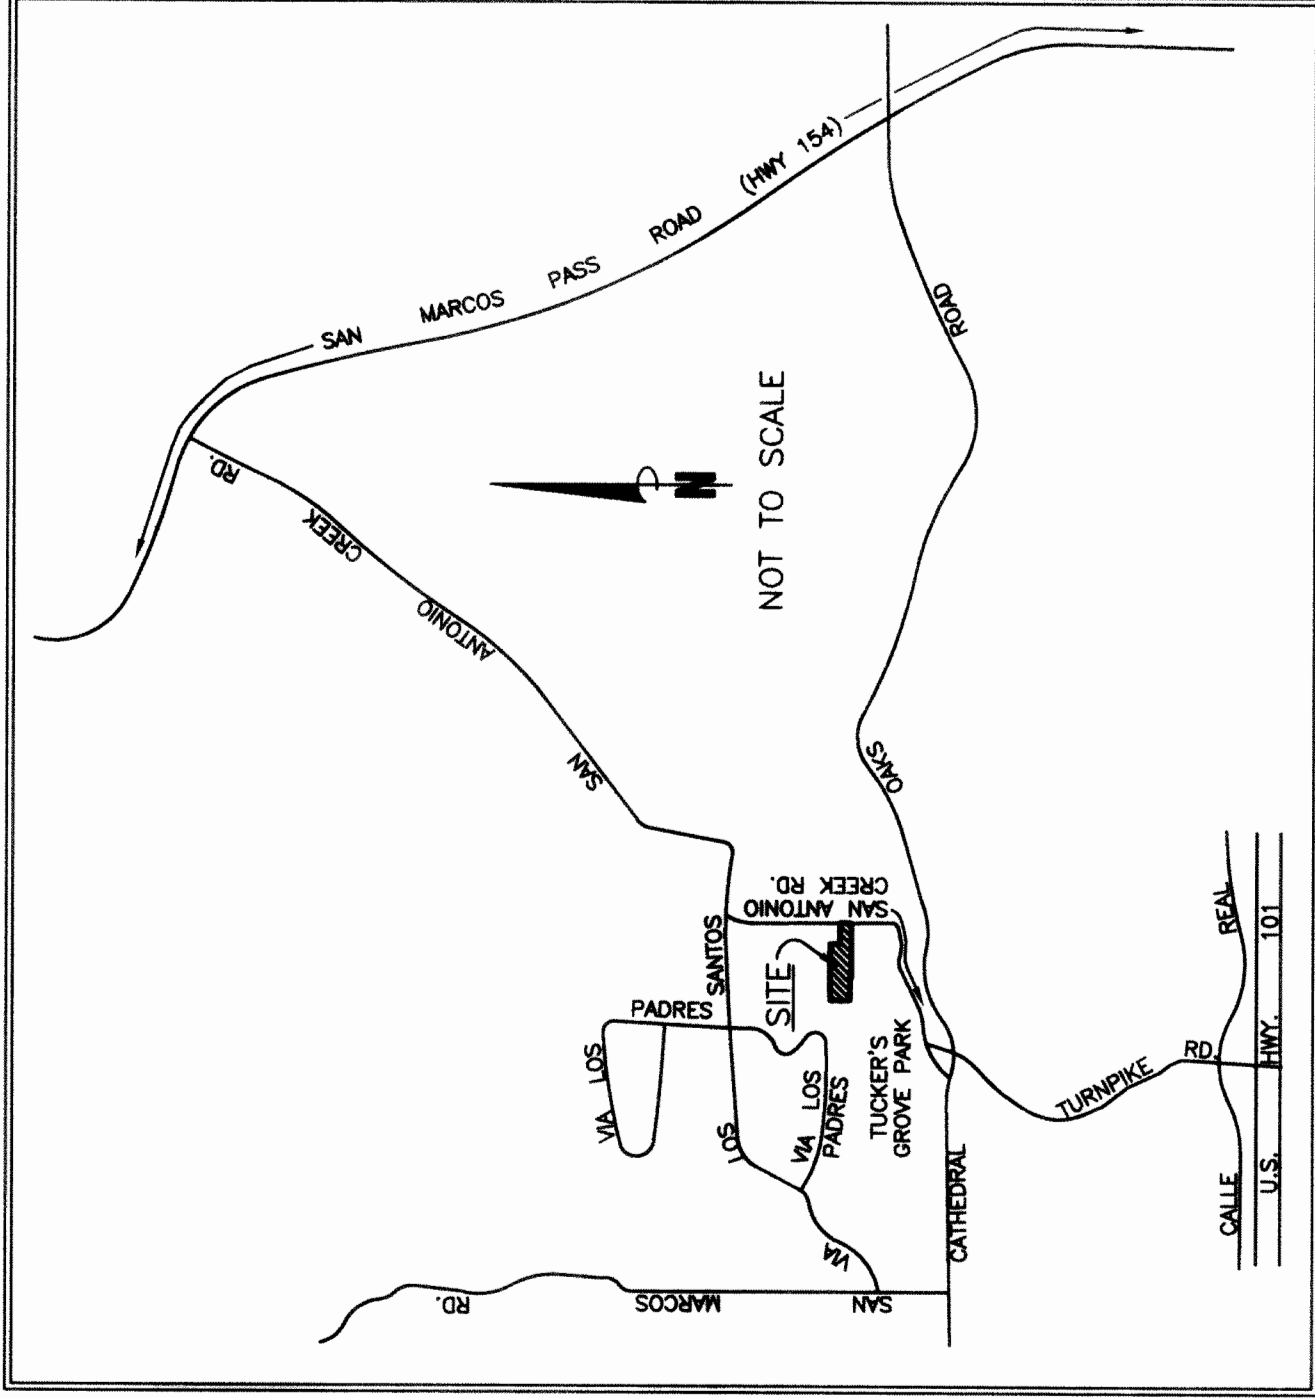 SAN MARCOS PASS ROAD (HWY 154)
SAN ANTONIO CREEK RD.
N
NOT TO SCALE
CATHEDRAL OAKS ROAD
SAN ANTONIO
CREEK RD.
SITE
VIA LOS SANTOS
VIA LOS PADRES
VIA LOS
PADRES
TUCKER'S
GROVE PARK
SAN MARCOS RD.
TURNPIKE RD.
CALLE REAL
U.S. HWY. 101